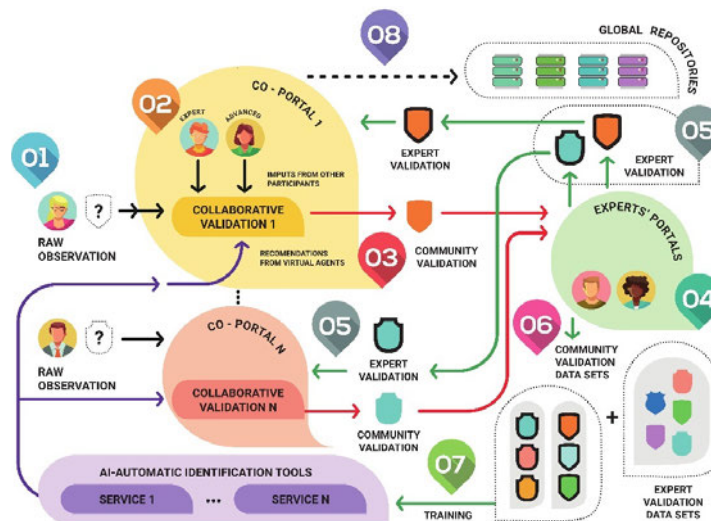 08
GLOBAL REPOSITORIES
02
CO - PORTAL 1
EXPERT
ADVANCED
05
EXPERT
VALIDATION
EXPERT
VALIDATION
01
IMPUTS FROM OTHER
PARTICIPANTS
?
COLLABORATIVE
VALIDATION 1
RAW
OBSERVATION
RECOMENDATIONS
FROM VIRTUAL AGENTS
03
COMMUNITY
VALIDATION
EXPERTS' PORTALS
04
CO - PORTAL N
05
06
?
EXPERT
VALIDATION
COMMUNITY
VALIDATION
DATA SETS
RAW
OBSERVATION
COLLABORATIVE
VALIDATION N
COMMUNITY
VALIDATION
+
AI-AUTOMATIC IDENTIFICATION TOOLS
07
SERVICE 1
...
SERVICE N
TRAINING
EXPERT
VALIDATION
DATA SETS